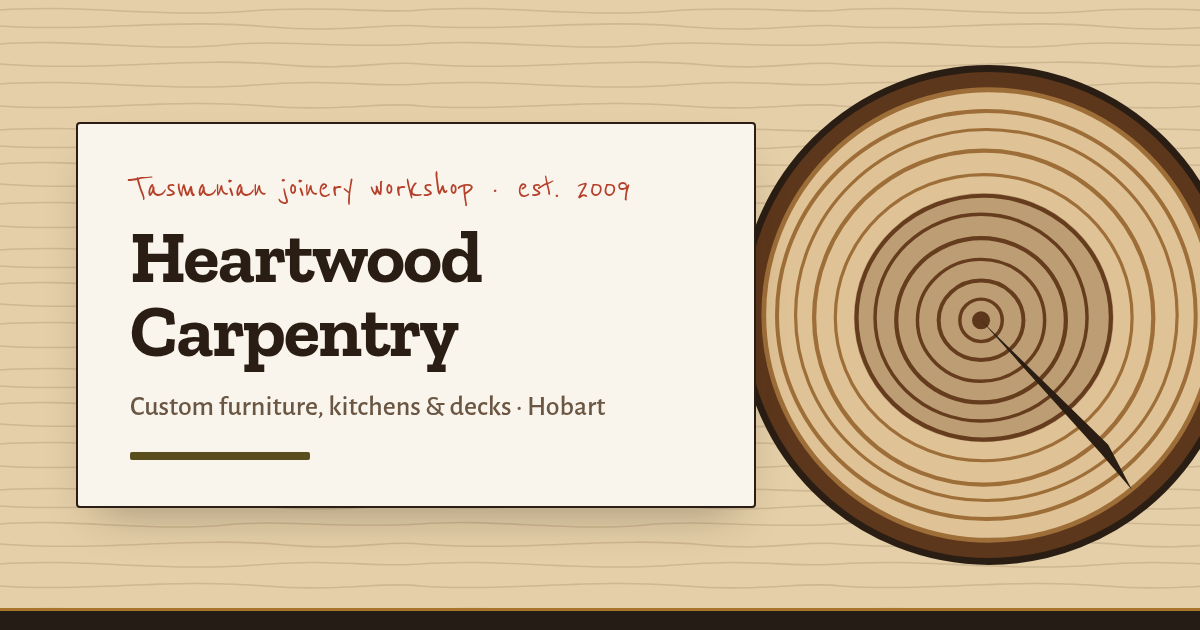 Tasmanian joinery workshop · est. 2009
Heartwood
Carpentry
Custom furniture, kitchens & decks · Hobart